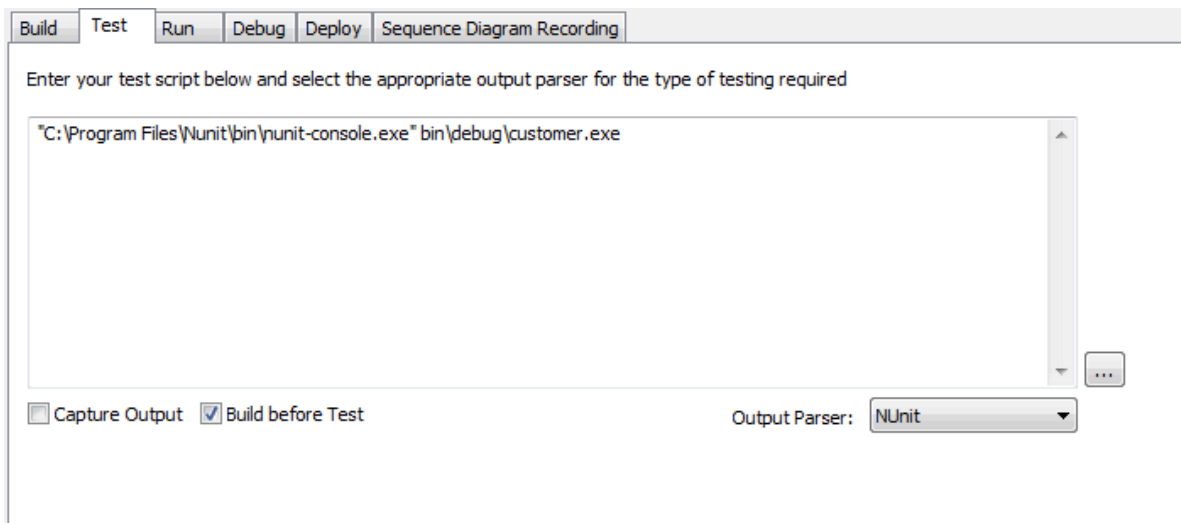 Build Test Run Debug Deploy Sequence Diagram Recording
Enter your test script below and select the appropriate output parser for the type of testing required
"C:\Program Files\Nunit\bin\nunit-console.exe" bin\debug\customer.exe
...
Capture Output Build before Test Output Parser: NUnit